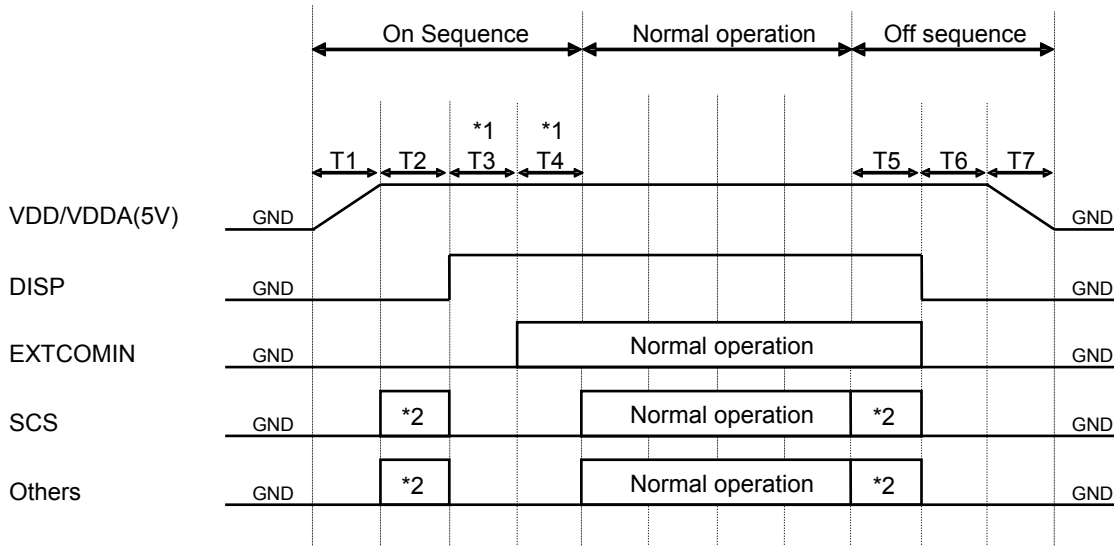 On Sequence Normal operation Off sequence
*1 *1
T1 T2 T3 T4 T5 T6 T7
VDD/VDDA(5V) GND GND
DISP GND GND
EXTCOMIN GND Normal operation GND
SCS GND *2 Normal operation *2 GND
Others GND *2 Normal operation *2 GND